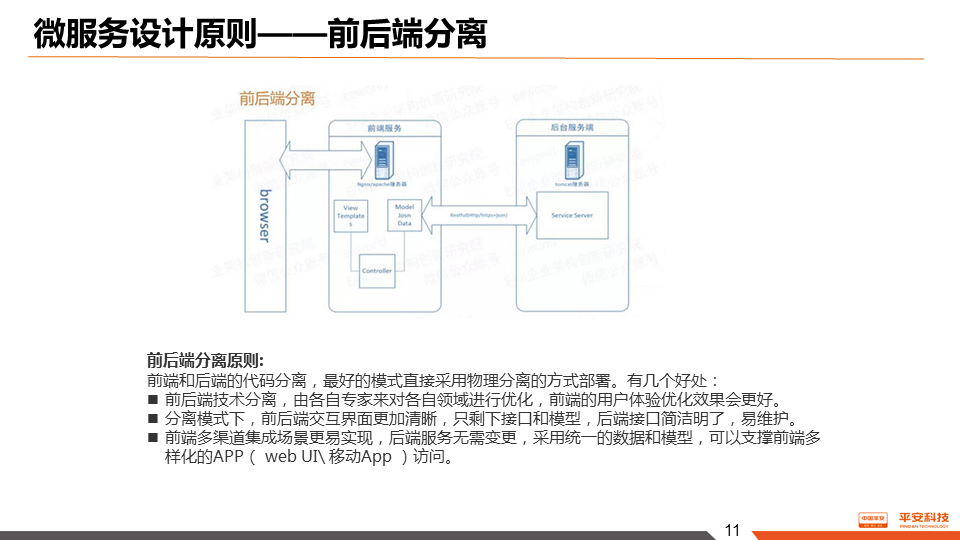 微服务设计原则——前后端分离
前后端分离
前端服务
后台服务端
Nginx/apache服务器
tomcat服务器
browser
View
Template
s
Model
Josn
Data
Restful(Http/https+json)
Service Server
Controller
前后端分离原则:
前端和后端的代码分离，最好的模式直接采用物理分离的方式部署。有几个好处：
■ 前后端技术分离，由各自专家来对各自领域进行优化，前端的用户体验优化效果会更好。
■ 分离模式下，前后端交互界面更加清晰，只剩下接口和模型，后端接口简洁明了，易维护。
■ 前端多渠道集成场景更易实现，后端服务无需变更，采用统一的数据和模型，可以支撑前端多
样化的APP（ web UI\ 移动App ）访问。
11
中国平安
平安科技
PINGAN TECHNOLOGY